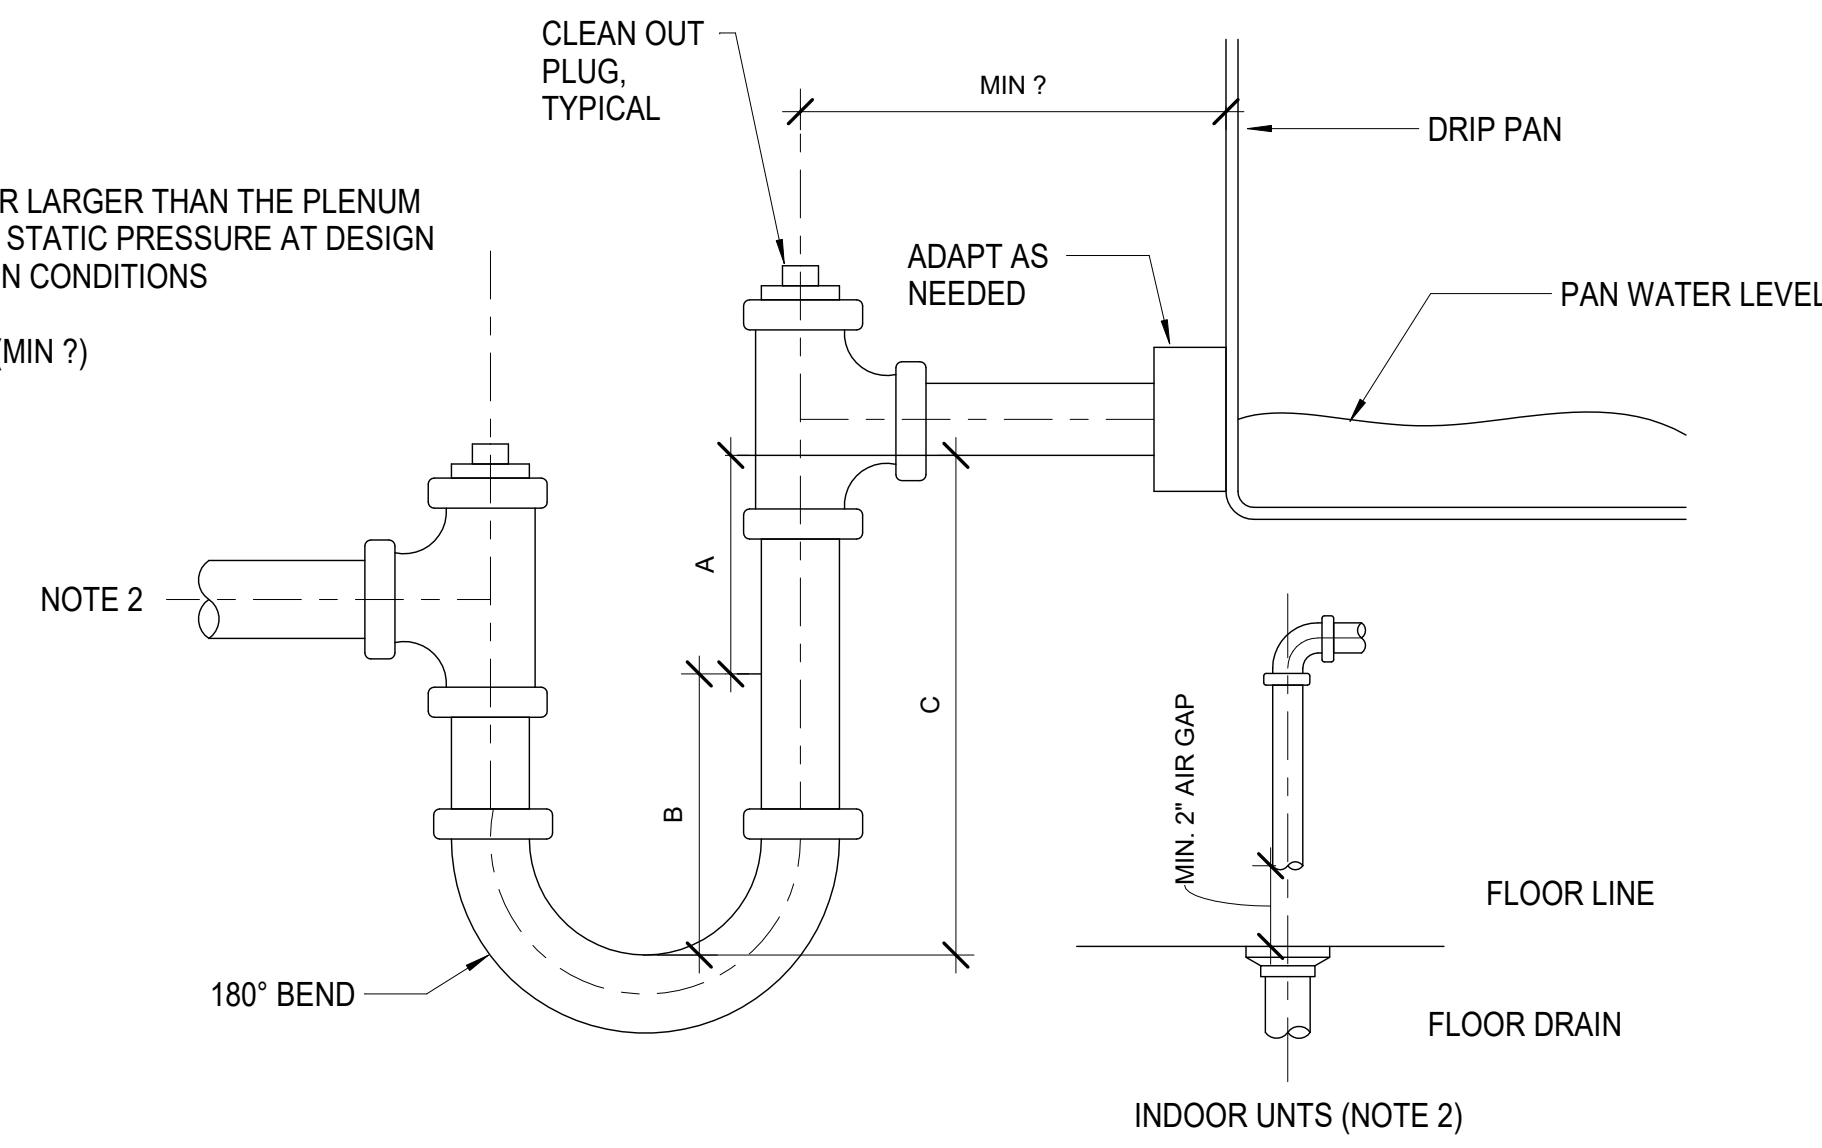 CLEAN OUT
PLUG,
TYPICAL
MIN ?
DRIP PAN
R LARGER THAN THE PLENUM
STATIC PRESSURE AT DESIGN
N CONDITIONS
(MIN ?)
ADAPT AS
NEEDED
PAN WATER LEVEL
A
NOTE 2
C
B
MIN. 2" AIR GAP
FLOOR LINE
180° BEND
FLOOR DRAIN
INDOOR UNTS (NOTE 2)